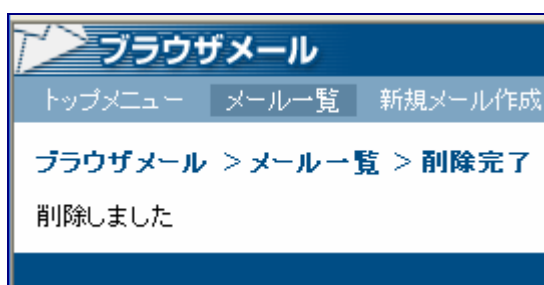 ブラウザメール
トップメニュー メール一覧 新規メール作成
ブラウザメール ＞メール一覧 ＞削除完了
削除しました